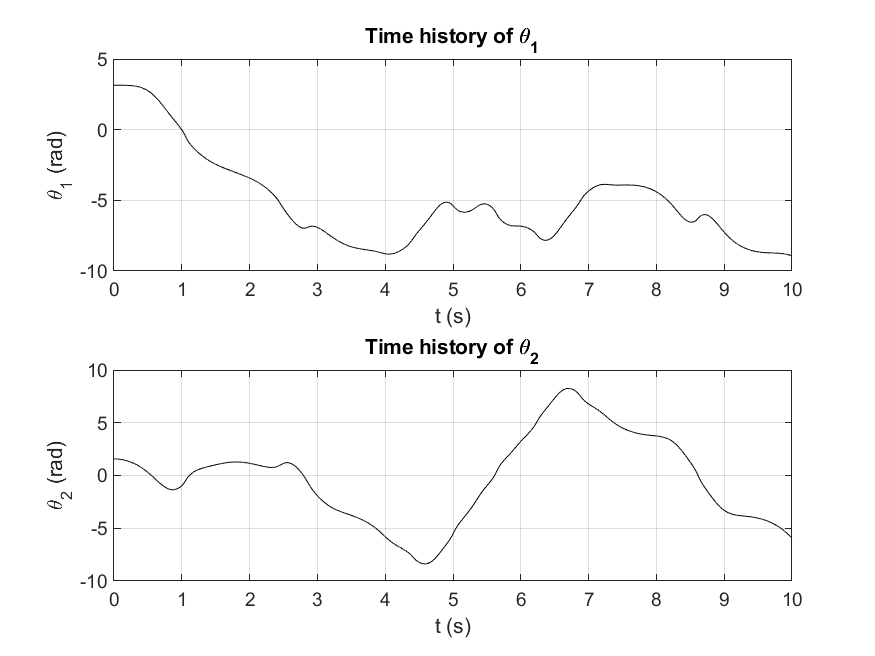 Time history of θ1
5
0
-5
-10
θ1 (rad)
0 1 2 3 4 5 6 7 8 9 10
t (s)
Time history of θ2
10
5
0
-5
-10
θ2 (rad)
0 1 2 3 4 5 6 7 8 9 10
t (s)